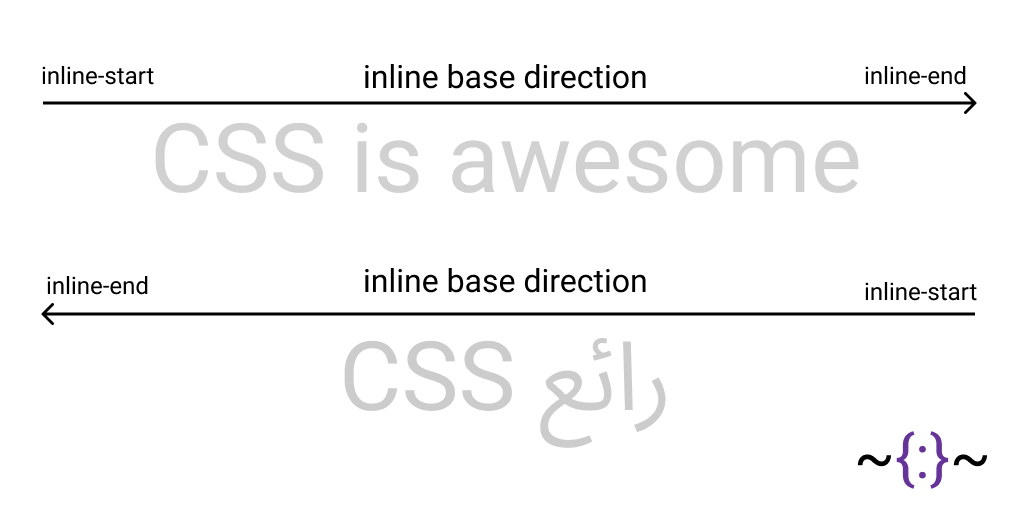 inline-start inline base direction inline-end
CSS is awesome
inline-end inline base direction inline-start
CSS رائع
~{:}~